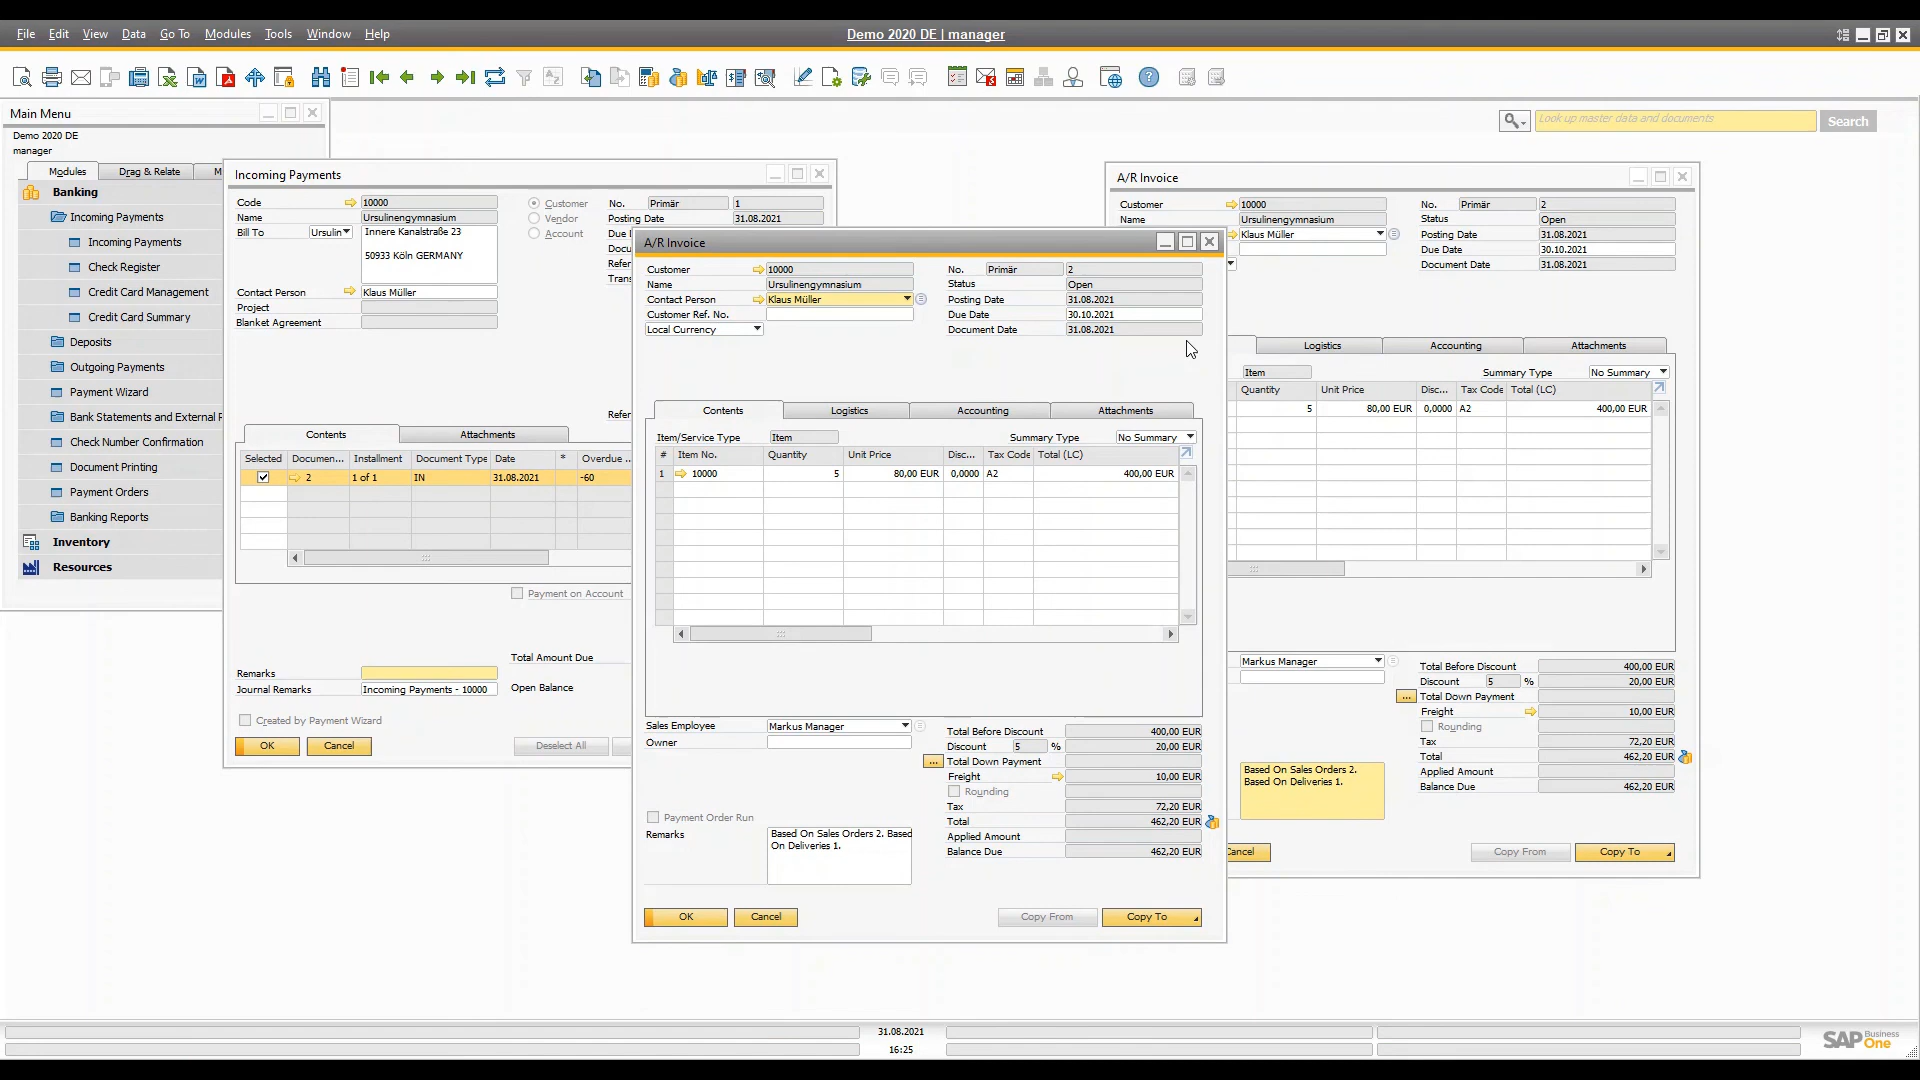 File Edit View Data Go To Modules Tools Window Help
Demo 2020 DE | manager
Look up master data and documents
Search
Main Menu
Demo 2020 DE
manager
Modules
Drag & Relate
M
Banking
Incoming Payments
Incoming Payments
Check Register
Credit Card Management
Credit Card Summary
Deposits
Outgoing Payments
Payment Wizard
Bank Statements and External F
Check Number Confirmation
Document Printing
Payment Orders
Banking Reports
Inventory
Resources
Incoming Payments
Code 10000
Name Ursulinengymnasium
Bill To Ursulin Innere Kanalstraße 23
50933 Köln GERMANY
Contact Person Klaus Müller
Project
Blanket Agreement
Customer
Vendor
Account
No. Primär 1
Posting Date 31.08.2021
Due
Docu
Refer
Trans
Refer
Contents Attachments
Selected Documen... Installment Document Type Date * Overdue ..
2 1 of 1 IN 31.08.2021 -60
Payment on Account
Total Amount Due
Remarks
Journal Remarks Incoming Payments - 10000
Open Balance
Created by Payment Wizard
OK Cancel Deselect All
A/R Invoice
Customer 10000
Name Ursulinengymnasium
Contact Person Klaus Müller
Customer Ref. No.
Local Currency
No. Primär 2
Status Open
Posting Date 31.08.2021
Due Date 30.10.2021
Document Date 31.08.2021
Contents Logistics Accounting Attachments
Item/Service Type Item Summary Type No Summary
# Item No. Quantity Unit Price Disc... Tax Code Total (LC)
1 10000 5 80,00 EUR 0,0000 A2 400,00 EUR
Sales Employee Markus Manager
Owner
Total Before Discount 400,00 EUR
Discount 5 % 20,00 EUR
... Total Down Payment
Freight 10,00 EUR
Rounding
Tax 72,20 EUR
Total 462,20 EUR
Applied Amount
Balance Due 462,20 EUR
Payment Order Run
Remarks Based On Sales Orders 2. Based
On Deliveries 1.
OK Cancel Copy From Copy To
A/R Invoice
Customer 10000
Name Ursulinengymnasium
Klaus Müller
No. Primär 2
Status Open
Posting Date 31.08.2021
Due Date 30.10.2021
Document Date 31.08.2021
Logistics Accounting Attachments
Item Summary Type No Summary
Quantity Unit Price Disc... Tax Code Total (LC)
5 80,00 EUR 0,0000 A2 400,00 EUR
Markus Manager
Total Before Discount 400,00 EUR
Discount 5 % 20,00 EUR
... Total Down Payment
Freight 10,00 EUR
Rounding
Tax 72,20 EUR
Total 462,20 EUR
Applied Amount
Balance Due 462,20 EUR
Based On Sales Orders 2.
Based On Deliveries 1.
Cancel Copy From Copy To
31.08.2021
16:25
SAP Business One